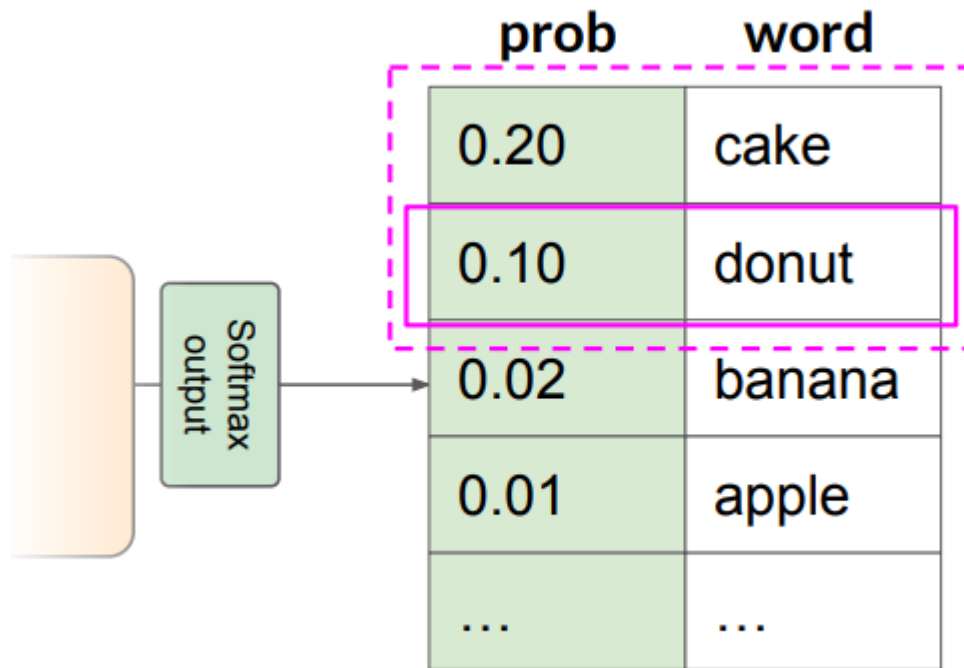 prob word
0.20 cake
0.10 donut
0.02 banana
0.01 apple
… …
Softmax
output